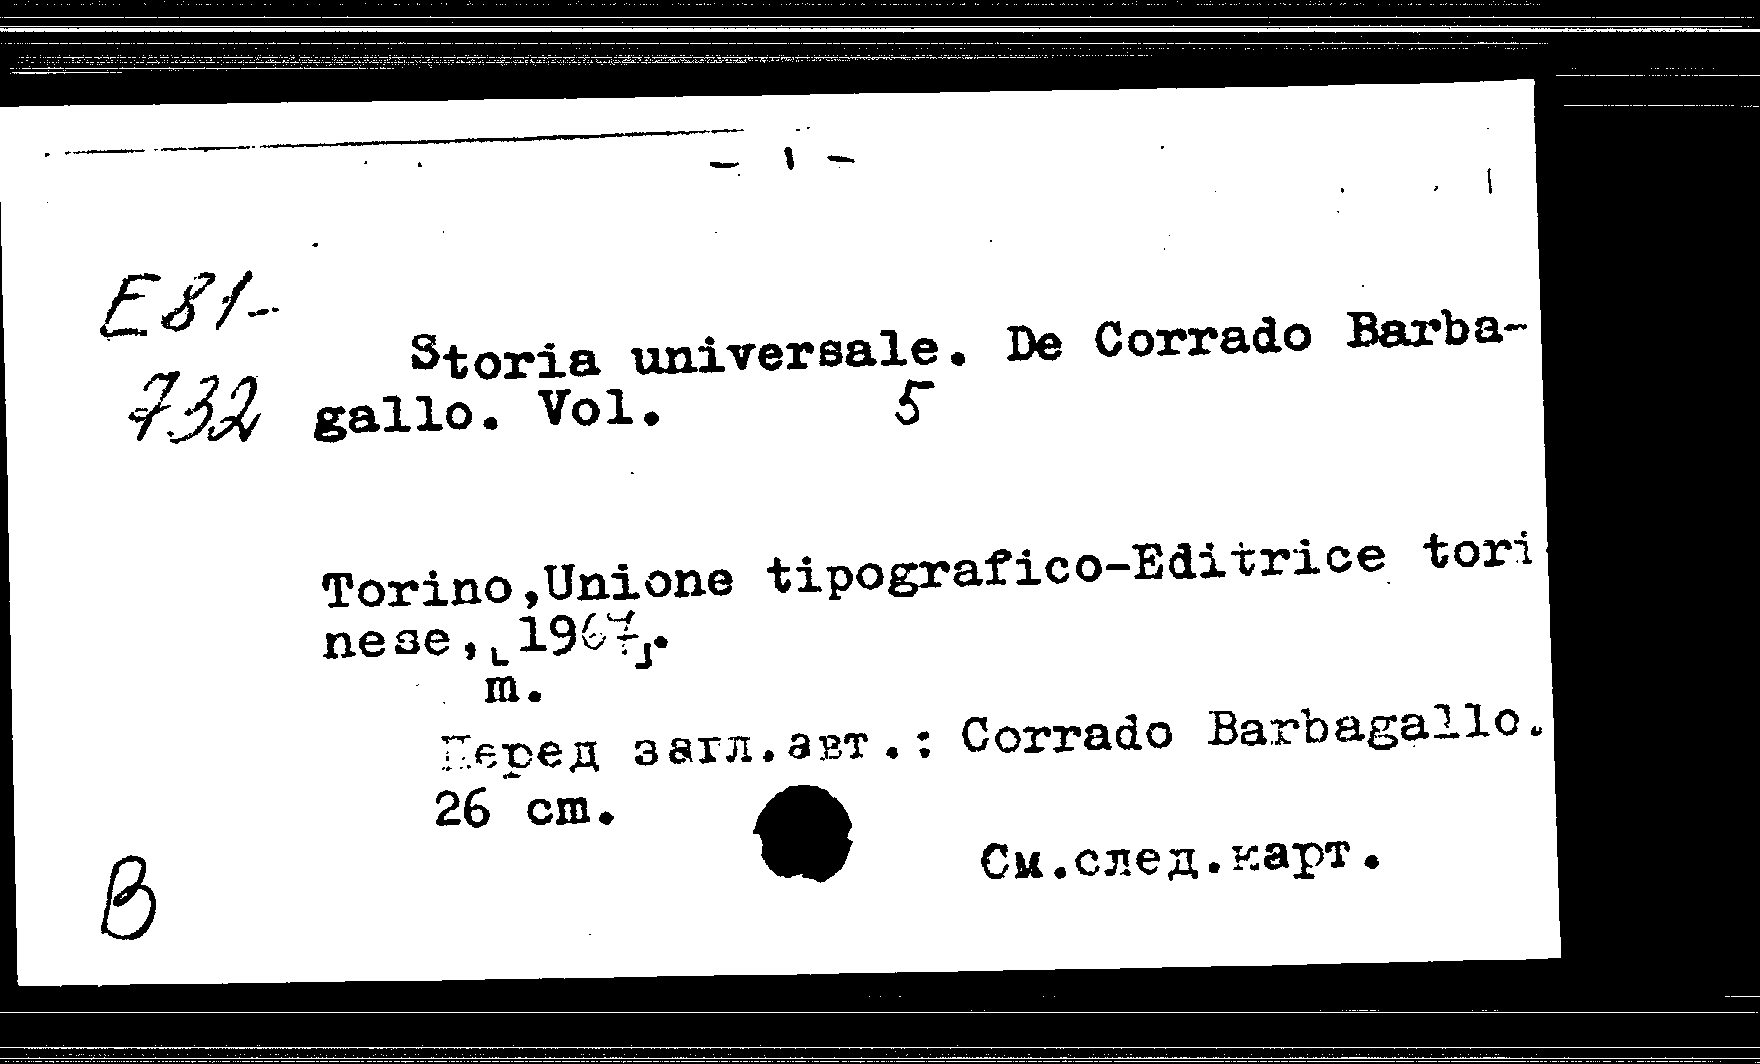 - 1 -
E81-
732
Storia universale. De Corrado Barba-
gallo. Vol. 5
Torino,Unione tipografico-Editrice tori
nese,[1967].
m.
Перед загл.авт.: Corrado Barbagallo.
26 cm.
См.след.карт.
B